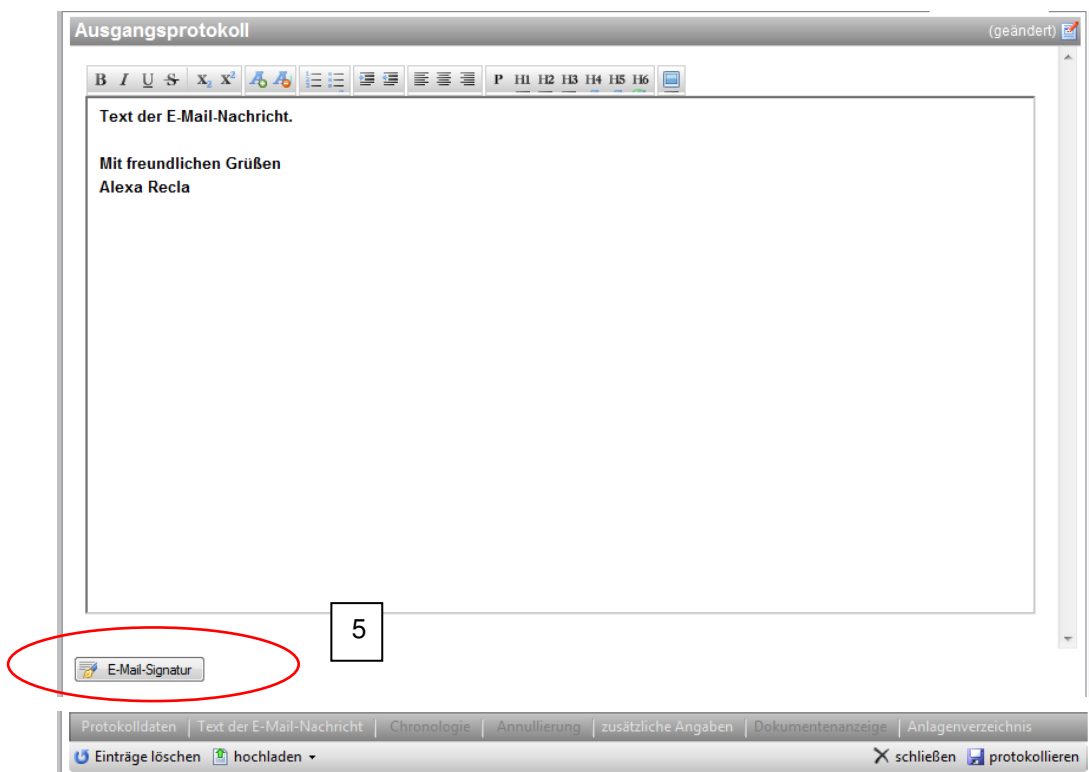 Ausgangsprotokoll (geändert)
B I U S X₂ X² P H1 H2 H3 H4 H5 H6
Text der E-Mail-Nachricht.
Mit freundlichen Grüßen
Alexa Recla
5
E-Mail-Signatur
Protokolldaten | Text der E-Mail-Nachricht | Chronologie | Annullierung | zusätzliche Angaben | Dokumentenanzeige | Anlagenverzeichnis
Einträge löschen hochladen schließen protokollieren